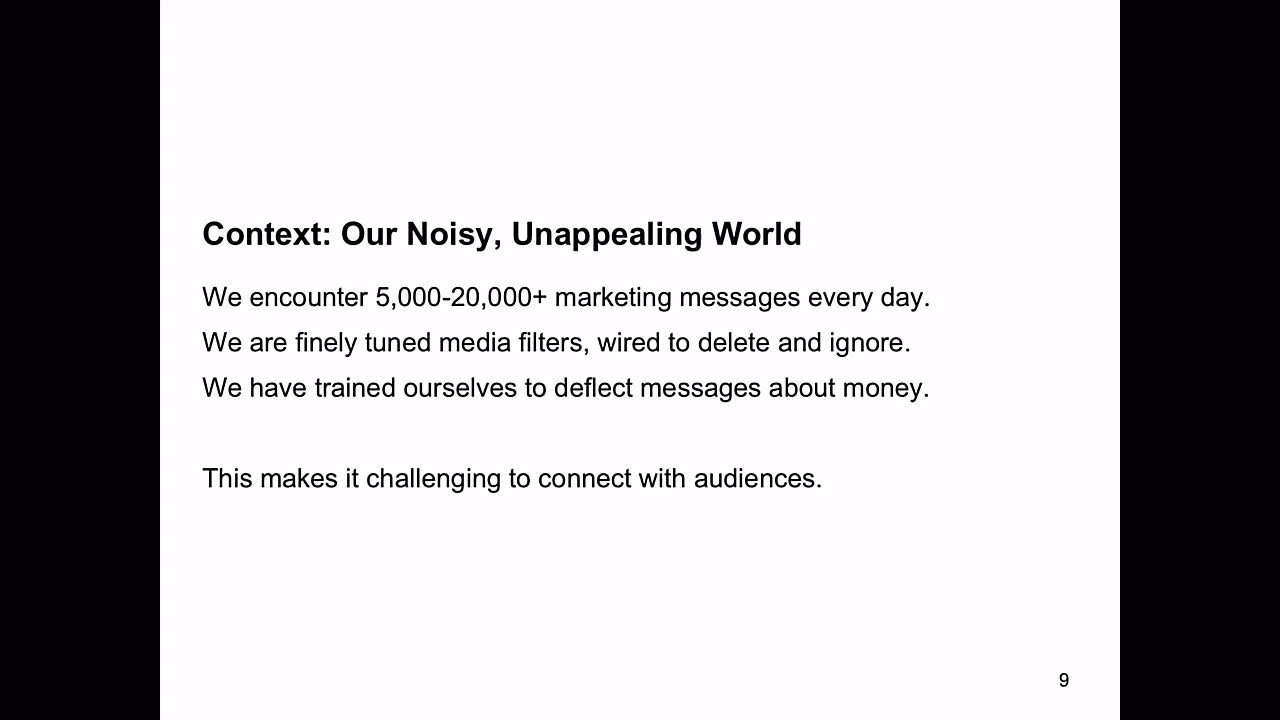 Context: Our Noisy, Unappealing World
We encounter 5,000-20,000+ marketing messages every day.
We are finely tuned media filters, wired to delete and ignore.
We have trained ourselves to deflect messages about money.
This makes it challenging to connect with audiences.
9